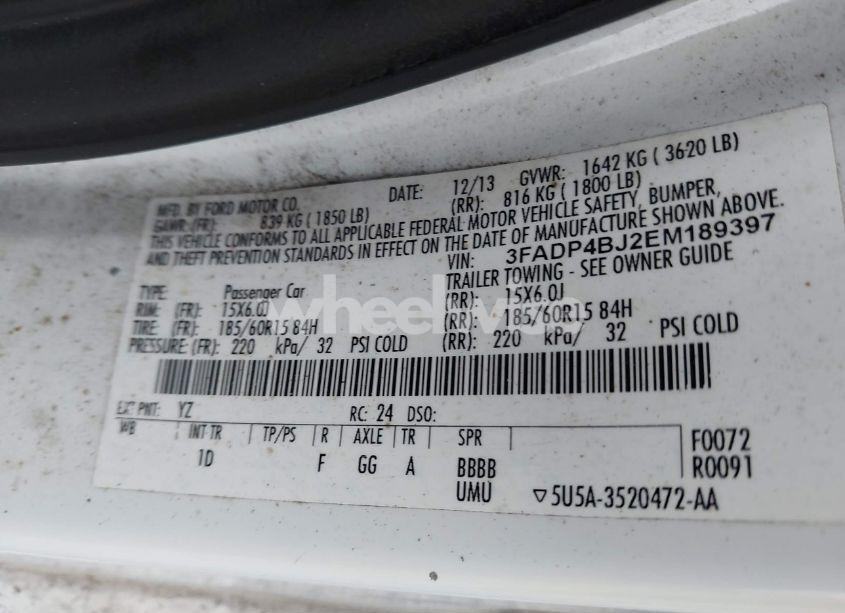 MFD. BY FORD MOTOR CO. DATE: 12/13 GVWR: 1642 KG ( 3620 LB)
GAWR: (FR): 839 KG ( 1850 LB) (RR): 816 KG ( 1800 LB)
THIS VEHICLE CONFORMS TO ALL APPLICABLE FEDERAL MOTOR VEHICLE SAFETY, BUMPER,
AND THEFT PREVENTION STANDARDS IN EFFECT ON THE DATE OF MANUFACTURE SHOWN ABOVE.
VIN: 3FADP4BJ2EM189397
TYPE: Passenger Car TRAILER TOWING - SEE OWNER GUIDE
RIM: (FR): 15X6.0J (RR): 15X6.0J
TIRE: (FR): 185/60R15 84H (RR): 185/60R15 84H
PRESSURE: (FR): 220 kPa/ 32 PSI COLD (RR): 220 kPa/ 32 PSI COLD
EXT PNT: YZ RC: 24 DSO:
WB INT TR TP/PS R AXLE TR SPR F0072
1D F GG A BBBB R0091
UMU ▽5U5A-3520472-AA